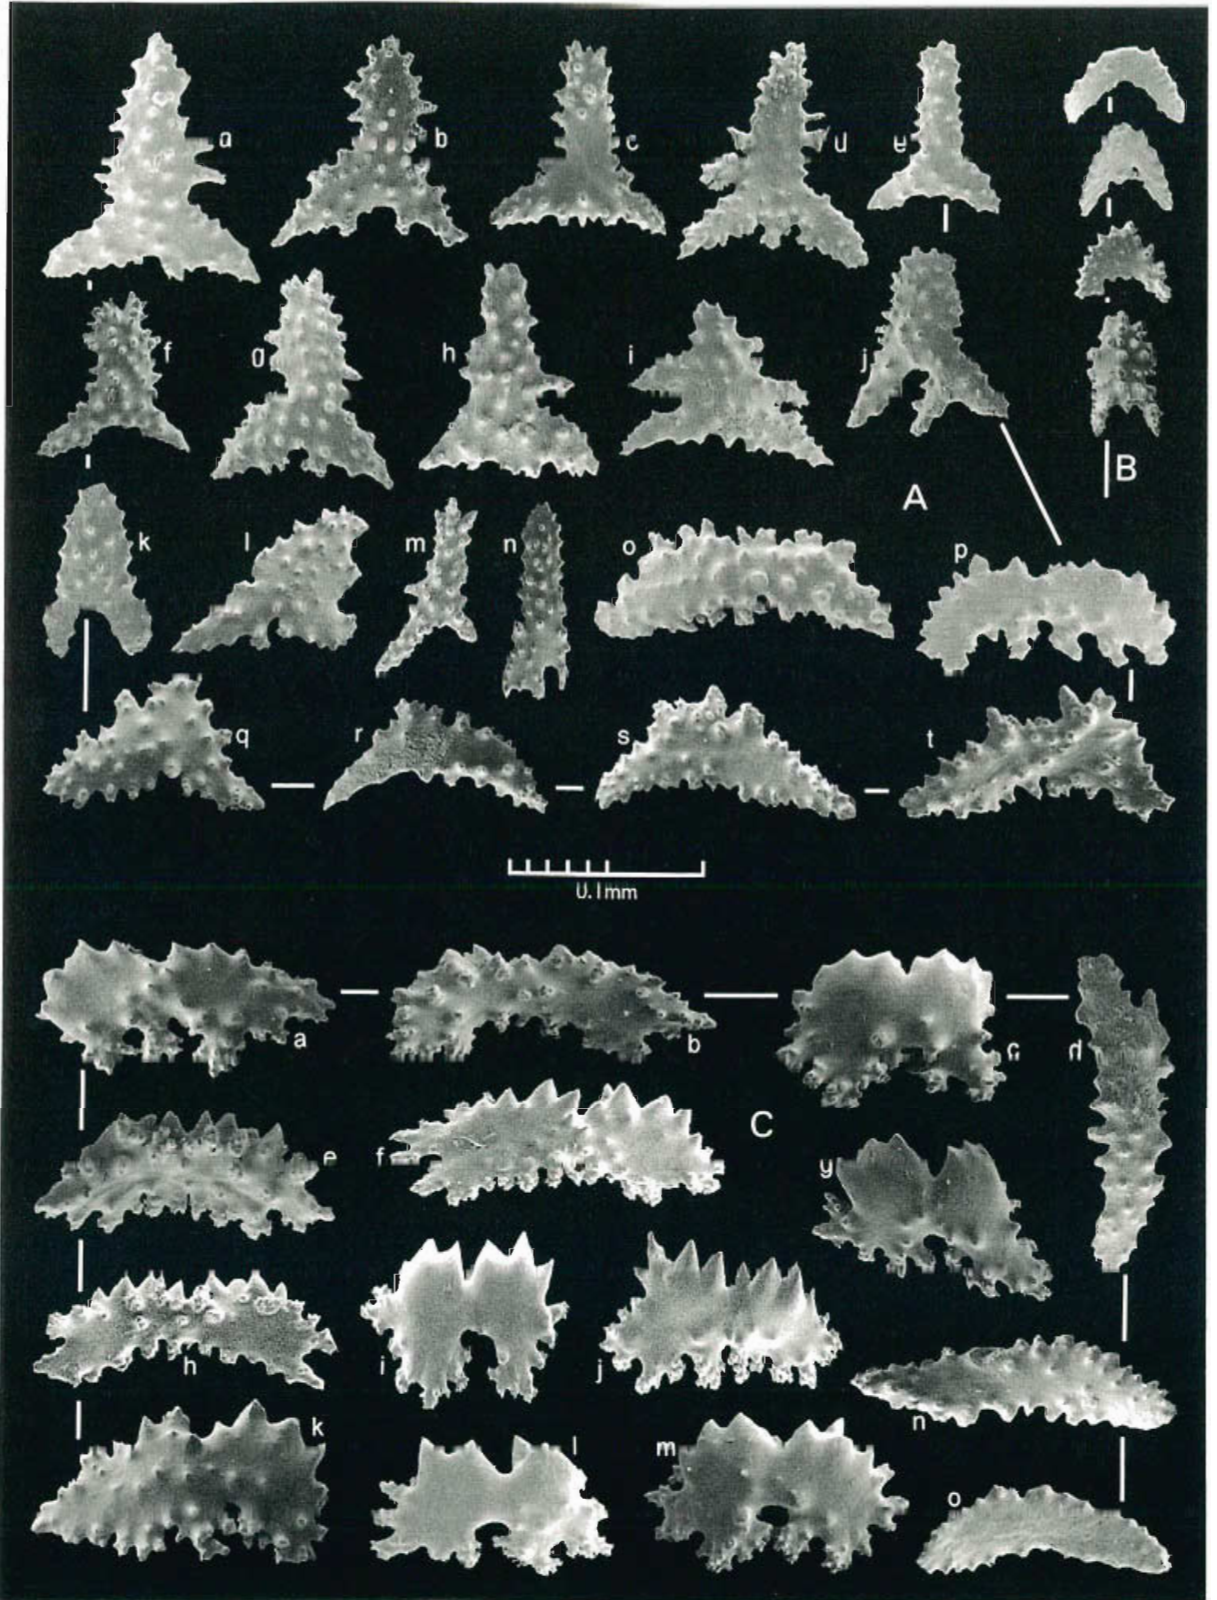 a b c d e
f g h i j
B
A
k l m n o p
q r s t
0.1mm
a b c d
C
e f g
h i j
n
k l m
o